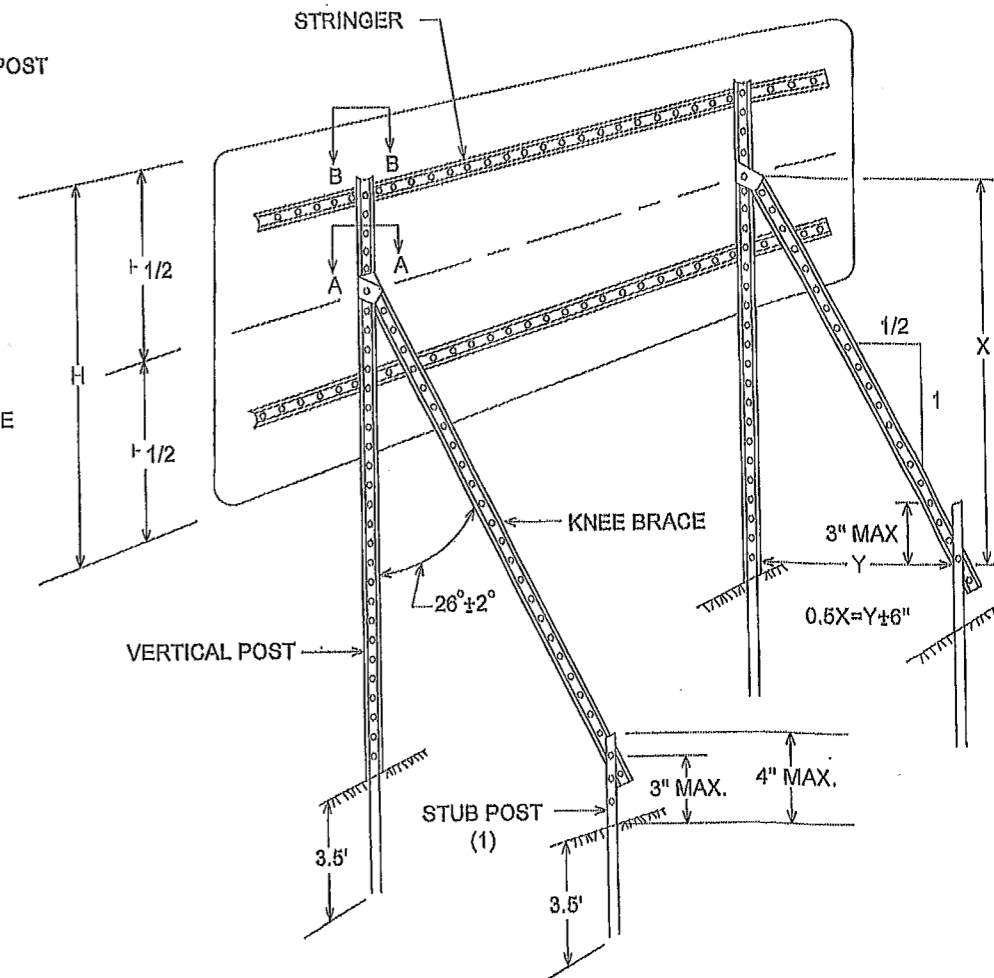 STRINGER
POST
B
B
A
A
H 1/2
H
H 1/2
E
1/2
1
X
KNEE BRACE
3" MAX
Y
26°±2°
0.5X=Y±6"
VERTICAL POST
3" MAX.
4" MAX.
STUB POST
(1)
3.5'
3.5'